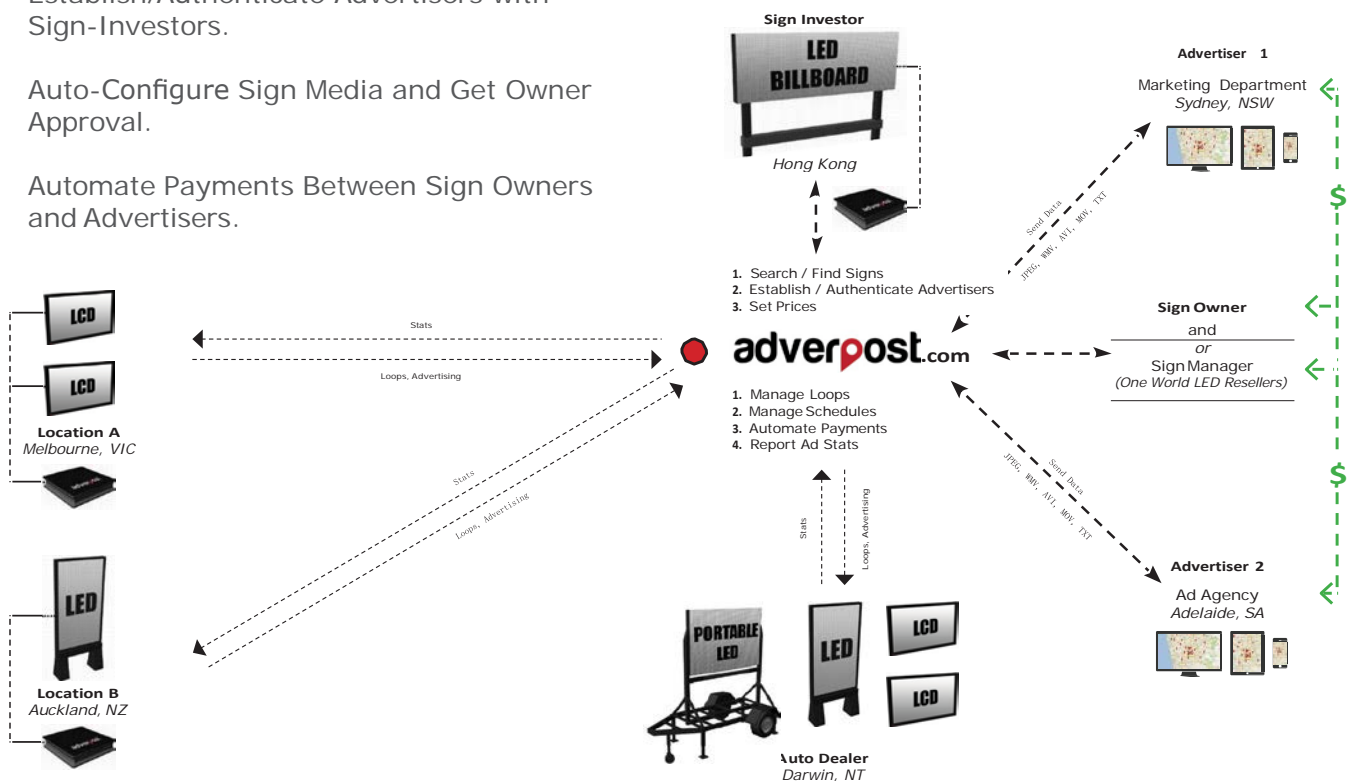 Establish/Authenticate Advertisers with
Sign-Investors.
Auto-Configure Sign Media and Get Owner
Approval.
Automate Payments Between Sign Owners
and Advertisers.
Sign Investor
LED
BILLBOARD
Hong Kong
adverpost
Advertiser 1
Marketing Department
Sydney, NSW
$
Send Data
JPEG, WMV, AVI, MOV, TXT
1. Search / Find Signs
2. Establish / Authenticate Advertisers
3. Set Prices
adverpost.com
1. Manage Loops
2. Manage Schedules
3. Automate Payments
4. Report Ad Stats
Sign Owner
and
or
Sign Manager
(One World LED Resellers)
LCD
LCD
Location A
Melbourne, VIC
adverpost
Stats
Loops, Advertising
Stats
Loops, Advertising
LED
Location B
Auckland, NZ
adverpost
Stats
Loops, Advertising
PORTABLE
LED
LED
LCD
LCD
Auto Dealer
Darwin, NT
Send Data
JPEG, WMV, AVI, MOV, TXT
$
Advertiser 2
Ad Agency
Adelaide, SA